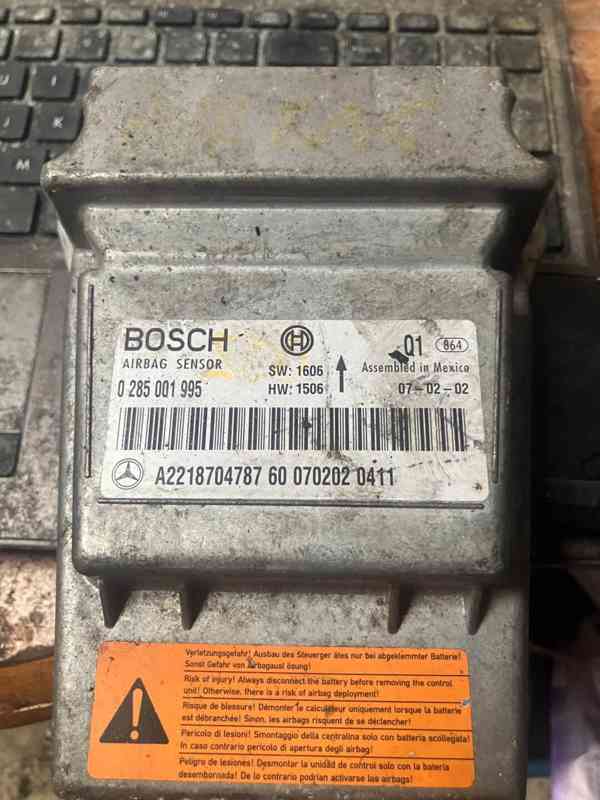 BOSCH
Q1 864
AIRBAG SENSOR SW: 1606 Assembled in Mexico
0 285 001 995 HW: 1506 07-02-02
A2218704787 60 070202 0411
Verletzungsgefahr! Ausbau des Steuerger ätes nur bei abgeklemmter Batterie!
Sonst Gefahr von Airbagausl ösung!
Risk of injury! Always disconnect the battery before removing the control
unit! Otherwise, there is a risk of airbag deployment!
Risque de blessure! Démonter le calculateur uniquement lorsque la batterie
est débranchée! Sinon, les airbags risquent de se déclencher!
Pericolo di lesioni! Smontaggio della centralina solo con batteria scollegata!
In caso contrario pericolo di apertura degli airbag!
Peligro de lesiones! Desmontar la unidad de control solo con la batería
desembornada! De lo contrario podrían activarse los airbags!